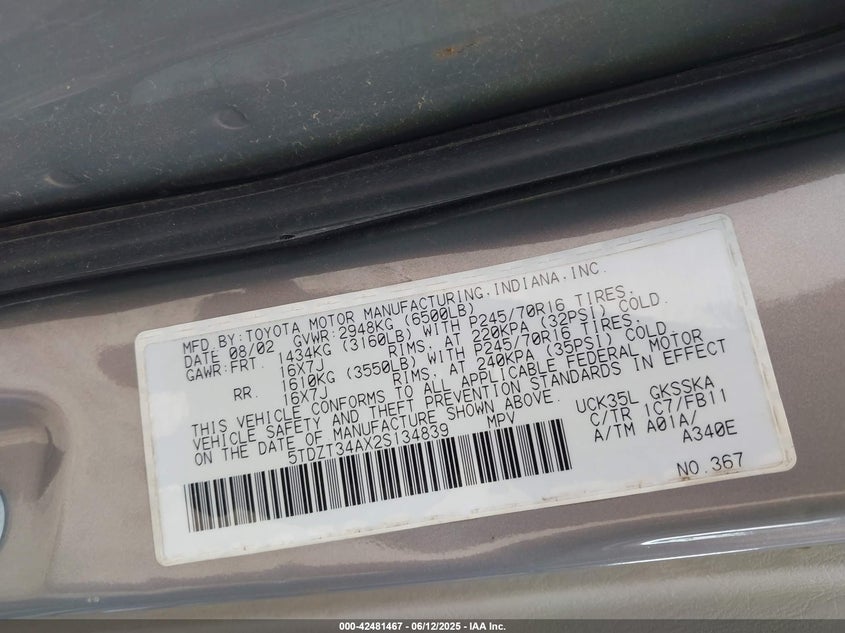 MFD. BY: TOYOTA MOTOR MANUFACTURING, INDIANA, INC.
DATE 08/02 GVWR: 2948KG (6500LB)
GAWR: FRT. 1434KG (3160LB) WITH P245/70R16 TIRES,
16X7J RIMS, AT 220KPA (32PSI) COLD.
RR. 1610KG (3550LB) WITH P245/70R16 TIRES,
16X7J RIMS, AT 240KPA (35PSI) COLD.
THIS VEHICLE CONFORMS TO ALL APPLICABLE FEDERAL MOTOR
VEHICLE SAFETY AND THEFT PREVENTION STANDARDS IN EFFECT
ON THE DATE OF MANUFACTURE SHOWN ABOVE.
5TDZT34AX2S134839 MPV
UCK35L GKSSKA
C/TR 1C7/FB11
A/TM A01A/
A340E
NO. 367
000-42481467 - 06/12/2025 - IAA Inc.